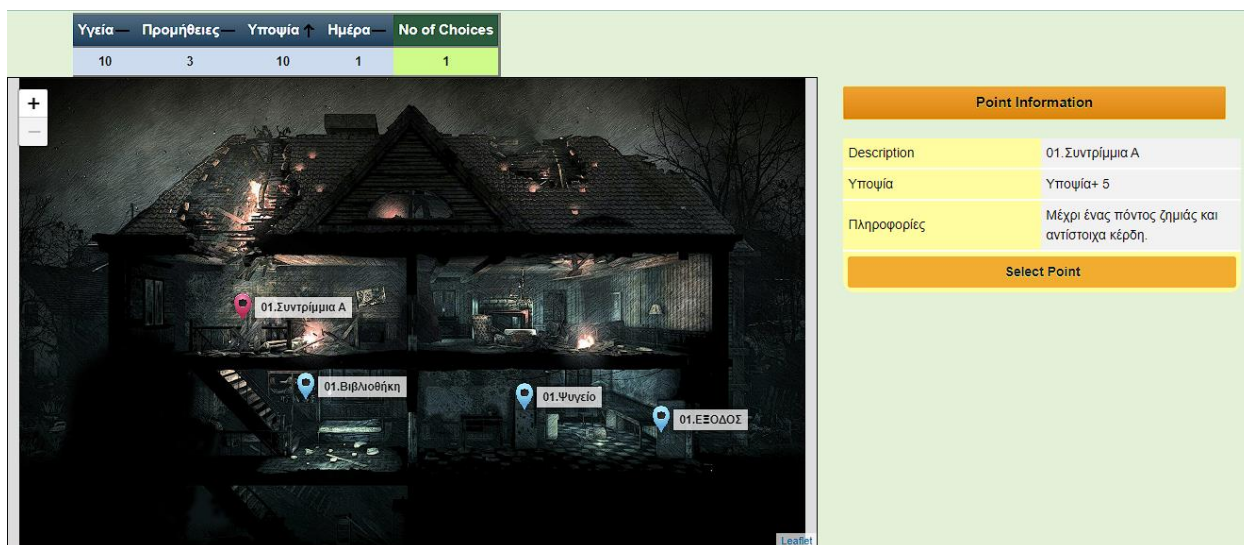 Υγεία— Προμήθειες— Υποψία↑ Ημέρα— No of Choices
10 3 10 1 1
+
−
Point Information
Description 01.Συντρίμμια Α
Υποψία Υποψία+ 5
Πληροφορίες Μέχρι ένας πόντος ζημιάς και
αντίστοιχα κέρδη.
Select Point
01.Συντρίμμια Α
01.Βιβλιοθήκη
01.Ψυγείο
01.ΕΞΟΔΟΣ
Leaflet